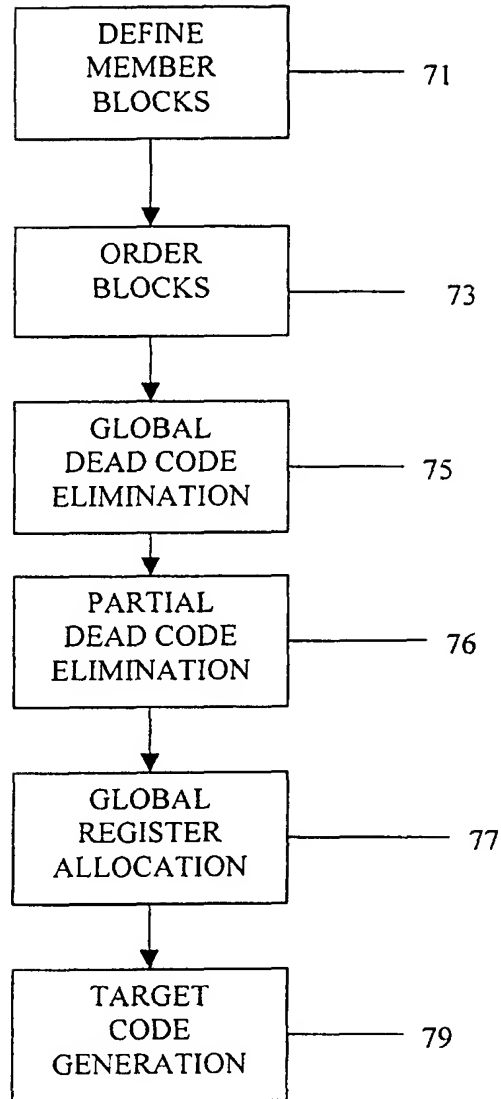 DEFINE
MEMBER
BLOCKS
71
ORDER
BLOCKS
73
GLOBAL
DEAD CODE
ELIMINATION
75
PARTIAL
DEAD CODE
ELIMINATION
76
GLOBAL
REGISTER
ALLOCATION
77
TARGET
CODE
GENERATION
79